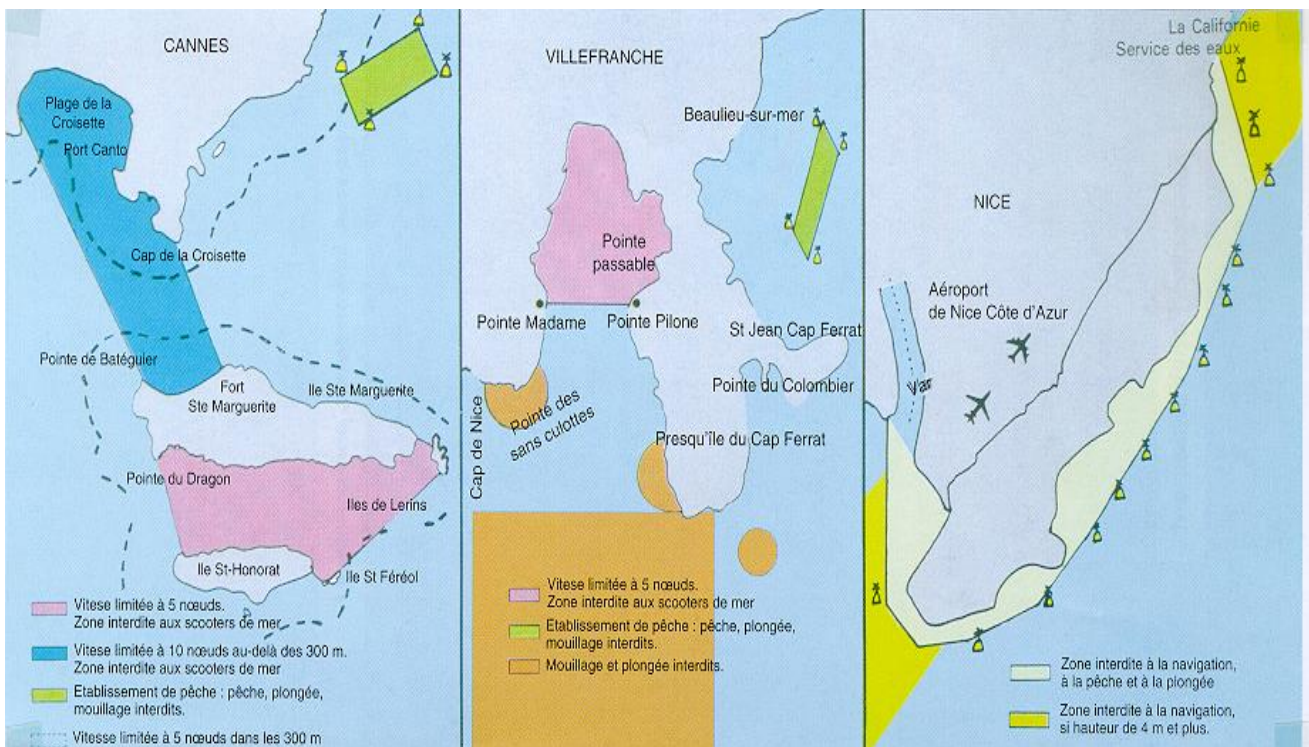 CANNES
Plage de la
Croisette
Port Canto
Cap de la Croisette
Pointe de Batéguier
Fort
Ste Marguerite
Ile Ste Marguerite
Pointe du Dragon
Iles de Lerins
Ile St-Honorat
Ile St Féréol
Vitese limitée à 5 nœuds.
Zone interdite aux scooters de mer
Vitese limitée à 10 nœuds au-delà des 300 m.
Zone interdite aux scooters de mer
Etablissement de pêche : pêche, plongée,
mouillage interdits.
Vitesse limitée à 5 nœuds dans les 300 m
VILLEFRANCHE
Beaulieu-sur-mer
Pointe
passable
Pointe Madame
Pointe Pilone
St Jean Cap Ferrat
Pointe du Colombier
Cap de Nice
Pointe des
sans culottes
Presqu'île du Cap Ferrat
Vitese limitée à 5 nœuds.
Zone interdite aux scooters de mer
Etablissement de pêche : pêche, plongée,
mouillage interdits.
Mouillage et plongée interdits.
La Californie
Service des eaux
NICE
Aéroport
de Nice Côte d'Azur
Var
Zone interdite à la navigation,
à la pêche et à la plongée
Zone interdite à la navigation,
si hauteur de 4 m et plus.